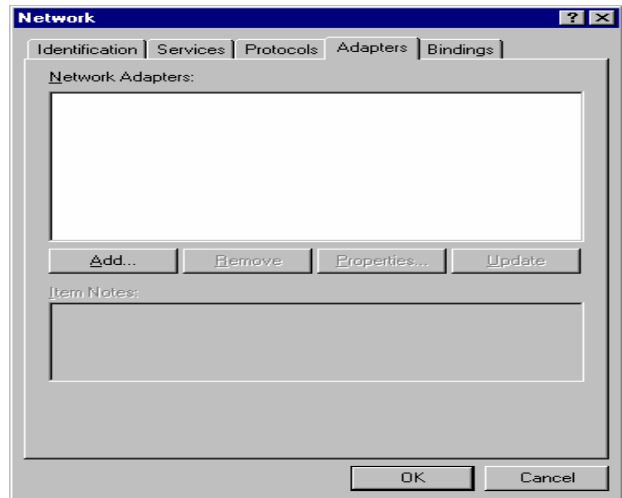 Network
Identification Services Protocols Adapters Bindings
Network Adapters:
Add... Remove Properties... Update
Item Notes:
OK Cancel